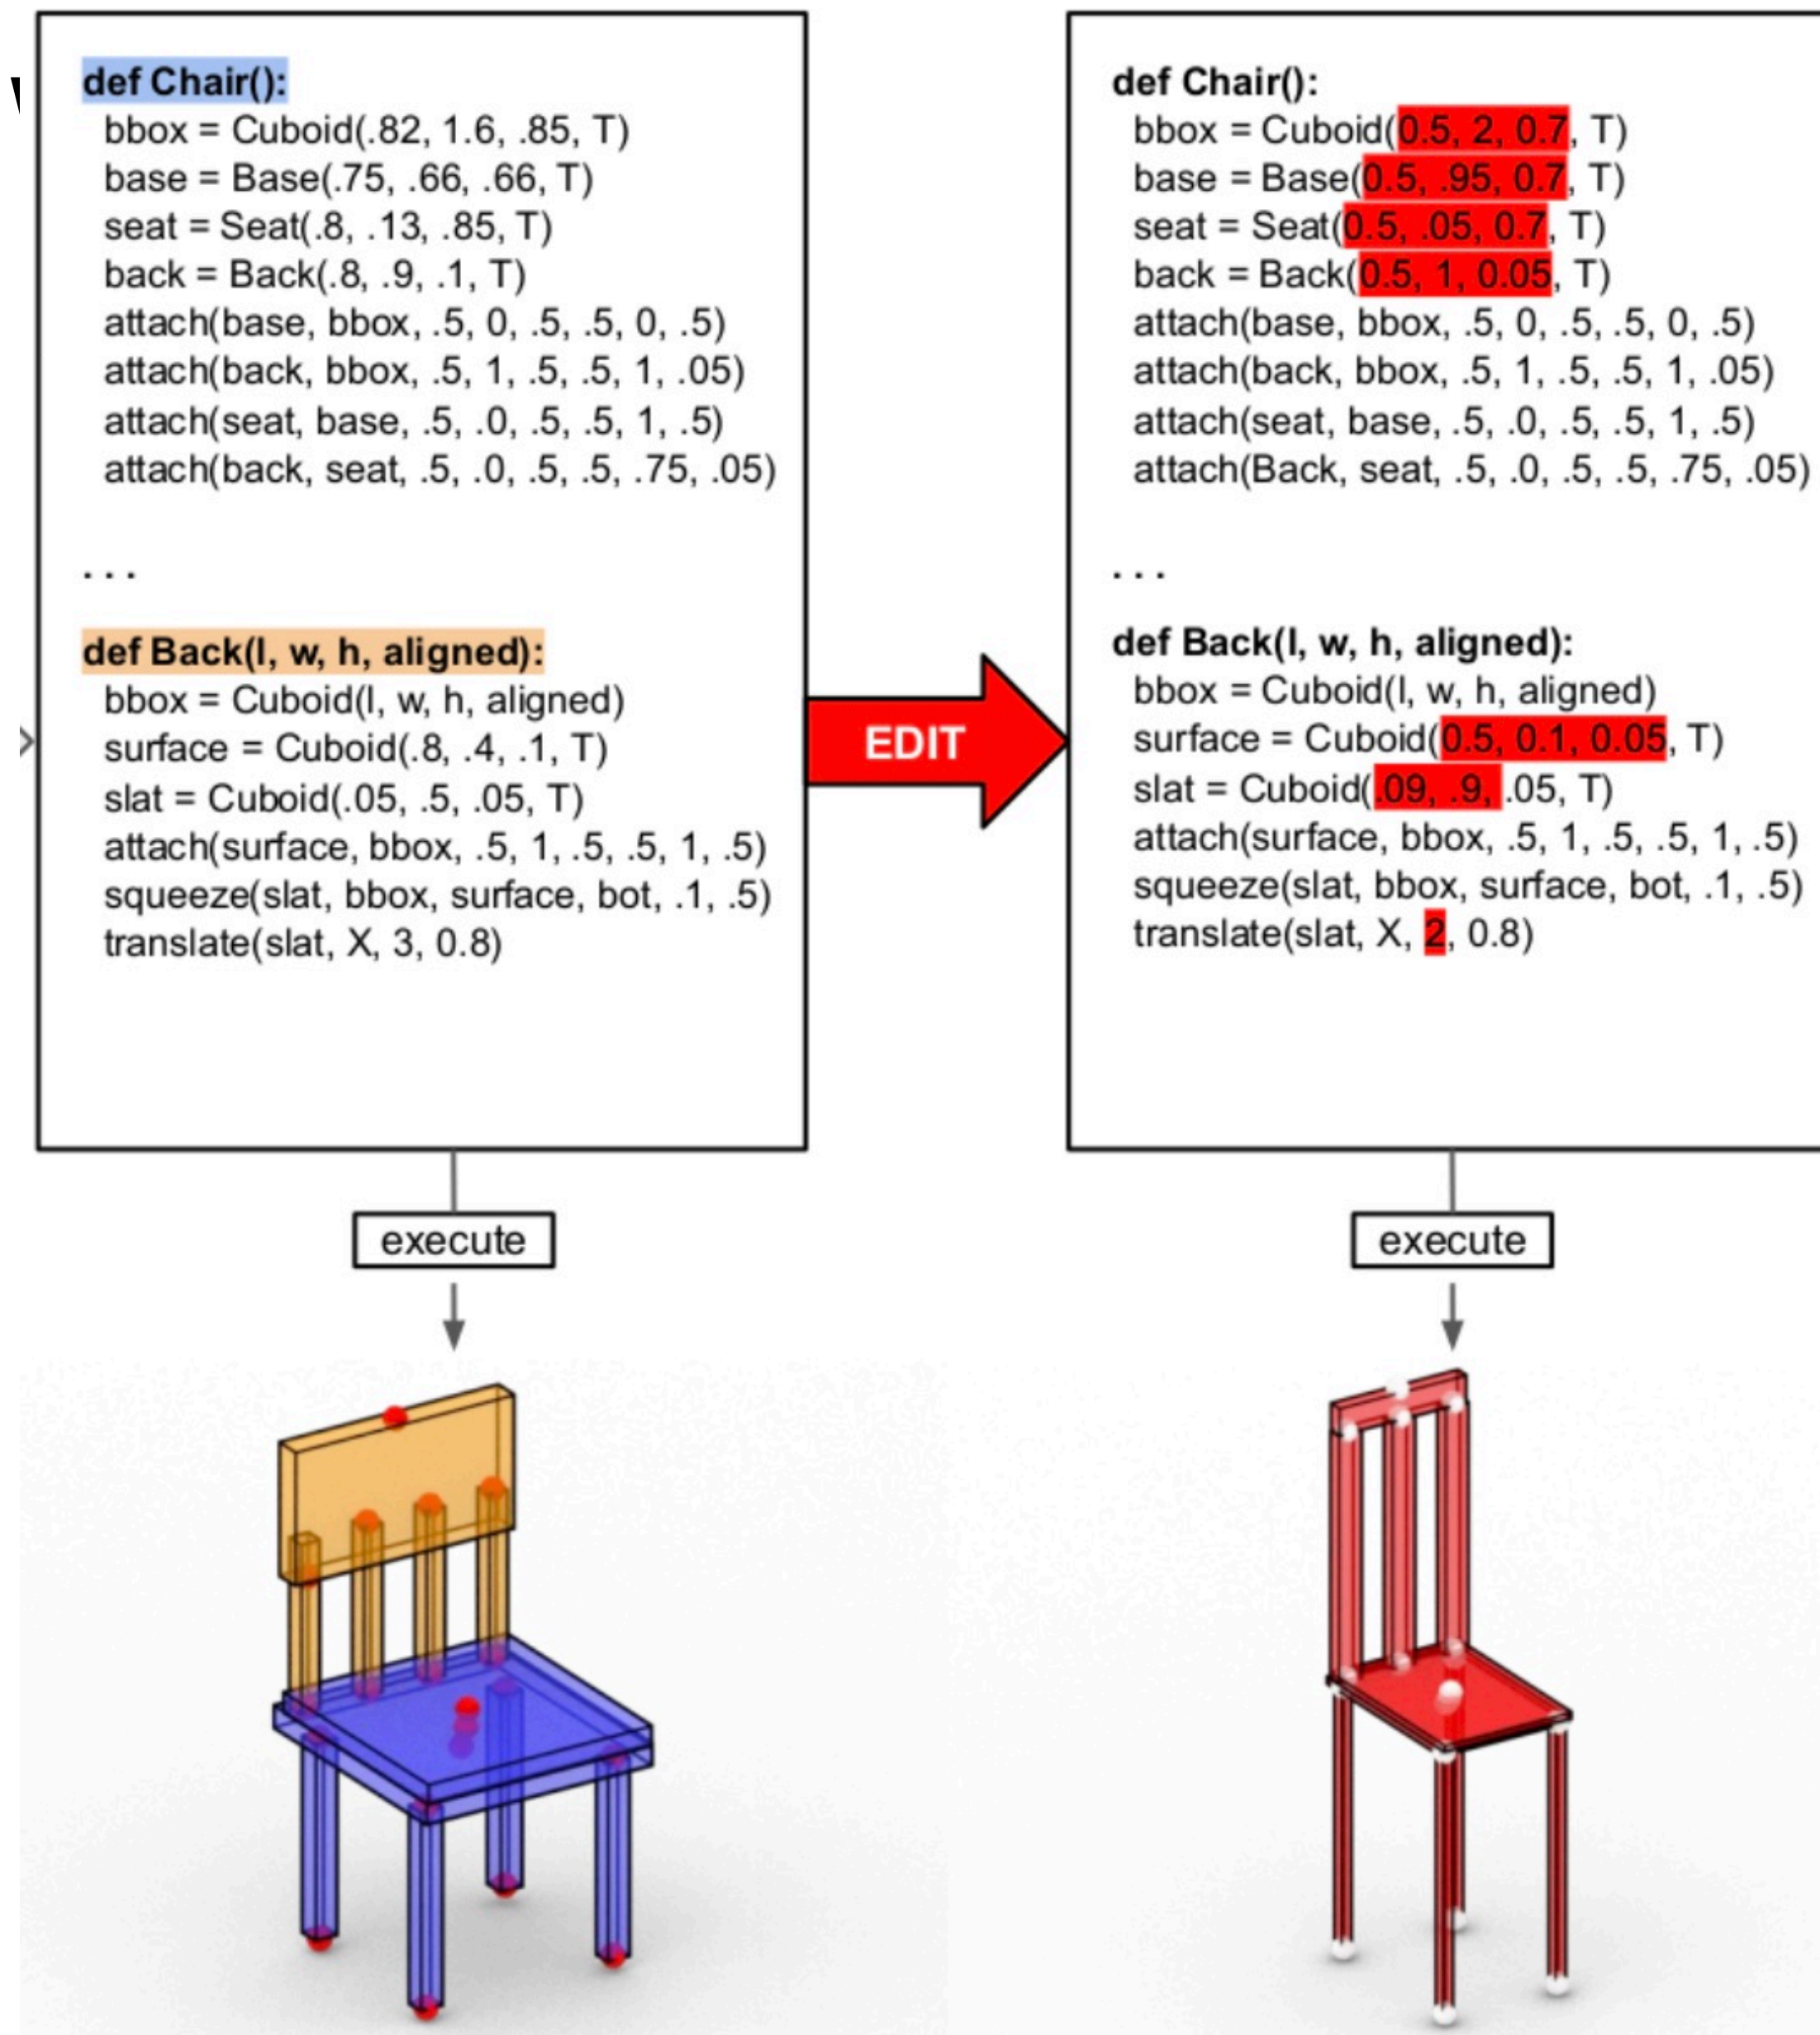 def Chair():
bbox = Cuboid(.82, 1.6, .85, T)
base = Base(.75, .66, .66, T)
seat = Seat(.8, .13, .85, T)
back = Back(.8, .9, .1, T)
attach(base, bbox, .5, 0, .5, .5, 0, .5)
attach(back, bbox, .5, 1, .5, .5, 1, .05)
attach(seat, base, .5, .0, .5, .5, 1, .5)
attach(back, seat, .5, .0, .5, .5, .75, .05)
. . .
def Back(l, w, h, aligned):
bbox = Cuboid(l, w, h, aligned)
surface = Cuboid(.8, .4, .1, T)
slat = Cuboid(.05, .5, .05, T)
attach(surface, bbox, .5, 1, .5, .5, 1, .5)
squeeze(slat, bbox, surface, bot, .1, .5)
translate(slat, X, 3, 0.8)
execute
EDIT
def Chair():
bbox = Cuboid(0.5, 2, 0.7, T)
base = Base(0.5, .95, 0.7, T)
seat = Seat(0.5, .05, 0.7, T)
back = Back(0.5, 1, 0.05, T)
attach(base, bbox, .5, 0, .5, .5, 0, .5)
attach(back, bbox, .5, 1, .5, .5, 1, .05)
attach(seat, base, .5, .0, .5, .5, 1, .5)
attach(Back, seat, .5, .0, .5, .5, .75, .05)
. . .
def Back(l, w, h, aligned):
bbox = Cuboid(l, w, h, aligned)
surface = Cuboid(0.5, 0.1, 0.05, T)
slat = Cuboid(.09, .9, .05, T)
attach(surface, bbox, .5, 1, .5, .5, 1, .5)
squeeze(slat, bbox, surface, bot, .1, .5)
translate(slat, X, 2, 0.8)
execute